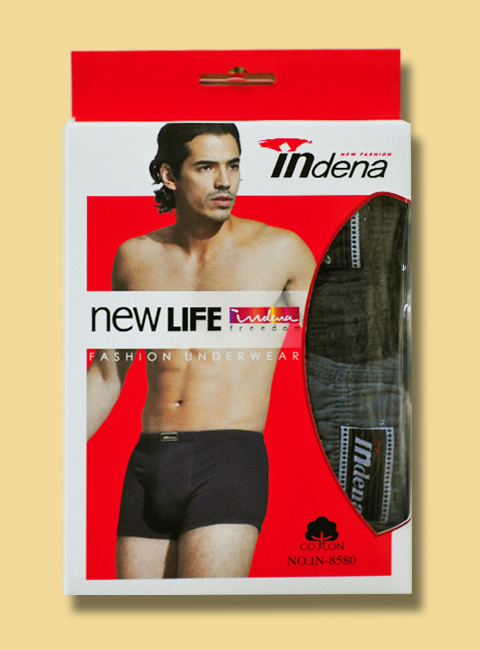 NEW FASHION
indena
new LIFE indena
freedom
FASHION UNDERWEAR
indena
COTTON
NO.IN-8580